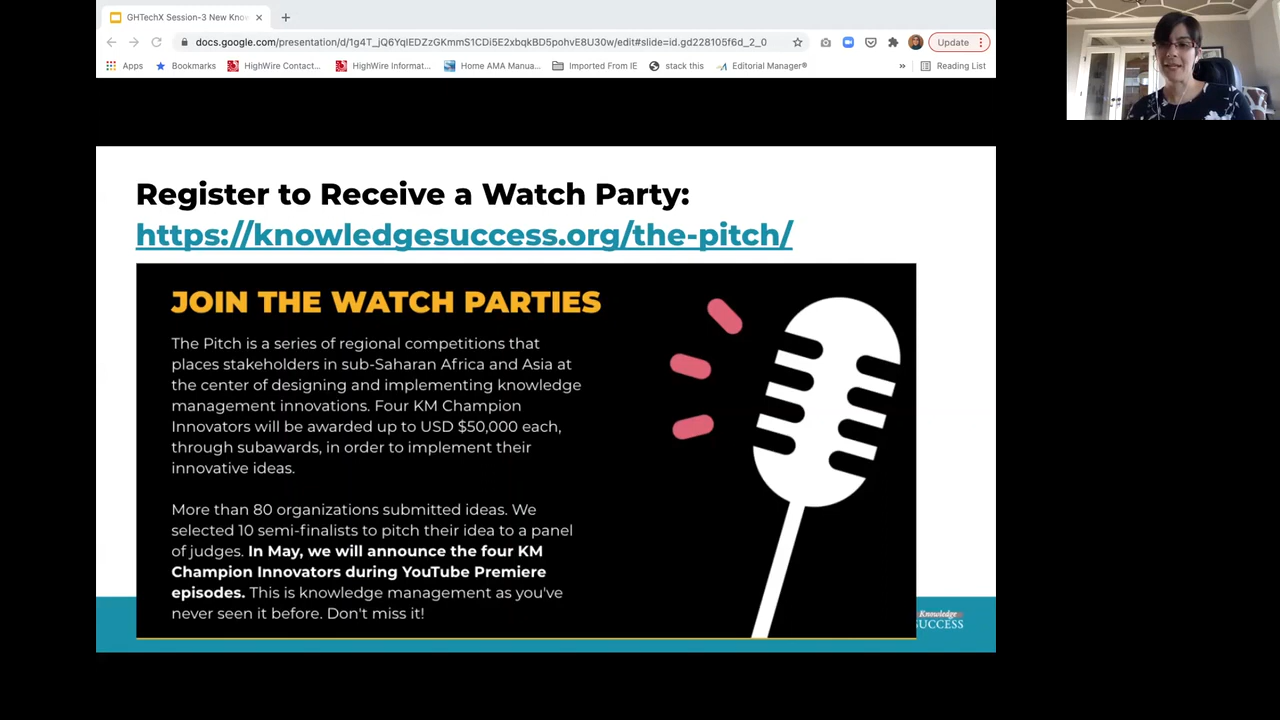 GHTechX Session-3 New Know
docs.google.com/presentation/d/1g4T_jQ6YqlEDZzGKmmS1CDi5E2xbqkBD5pohvE8U30w/edit#slide=id.gd228105f6d_2_0
Update
Apps
Bookmarks
HighWire Contact...
HighWire Informat...
Home AMA Manua...
Imported From IE
stack this
Editorial Manager®
»
Reading List
Register to Receive a Watch Party:
https://knowledgesuccess.org/the-pitch/
JOIN THE WATCH PARTIES
The Pitch is a series of regional competitions that
places stakeholders in sub-Saharan Africa and Asia at
the center of designing and implementing knowledge
management innovations. Four KM Champion
Innovators will be awarded up to USD $50,000 each,
through subawards, in order to implement their
innovative ideas.
More than 80 organizations submitted ideas. We
selected 10 semi-finalists to pitch their idea to a panel
of judges. In May, we will announce the four KM
Champion Innovators during YouTube Premiere
episodes. This is knowledge management as you've
never seen it before. Don't miss it!
Knowledge
SUCCESS